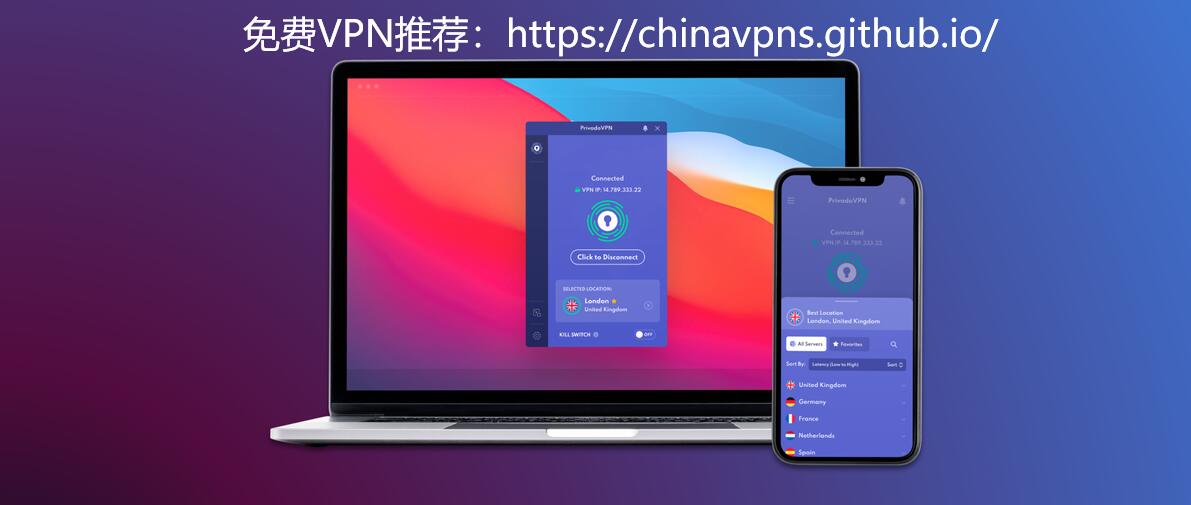 免费VPN推荐：https://chinavpns.github.io/
PrivadoVPN
Connected
VPN IP: 14.789.333.22
Click to Disconnect
SELECTED LOCATION:
London
United Kingdom
KILL SWITCH
OFF
PrivadoVPN
Connected
VPN IP: 14.789.333.22
Best Location
London, United Kingdom
All Servers
Favorites
Sort By:
Latency (Low to High)
Sort
United Kingdom
Germany
France
Netherlands
Spain